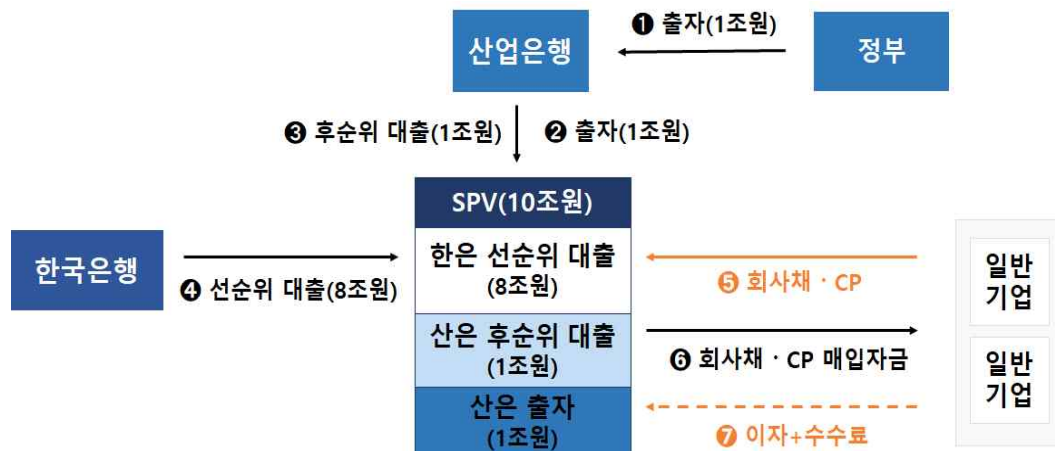 ❶ 출자(1조원)
산업은행
정부
❸ 후순위 대출(1조원)
❷ 출자(1조원)
SPV(10조원)
한국은행
❹ 선순위 대출(8조원)
한은 선순위 대출
(8조원)
산은 후순위 대출
(1조원)
산은 출자
(1조원)
❺ 회사채 · CP
❻ 회사채 · CP 매입자금
❼ 이자+수수료
일반
기업
일반
기업